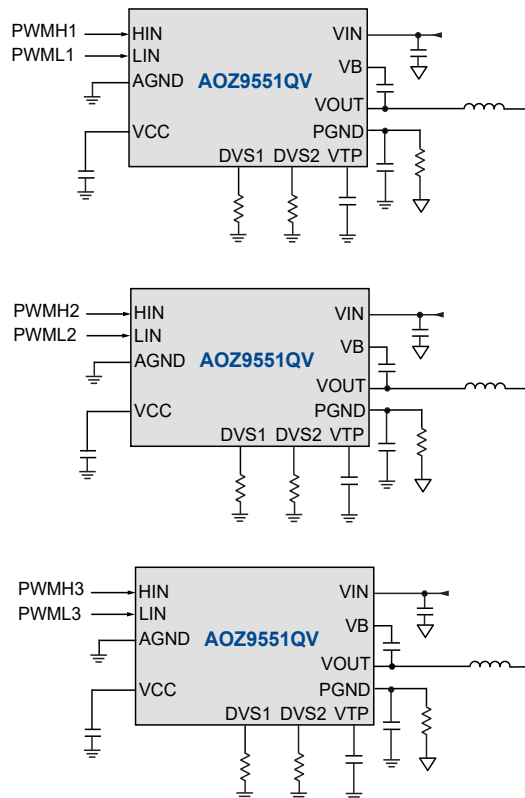 PWMH1
HIN
VIN
PWML1
LIN
VB
AGND
AOZ9551QV
VOUT
VCC
PGND
DVS1 DVS2 VTP
PWMH2
HIN
VIN
PWML2
LIN
VB
AGND
AOZ9551QV
VOUT
VCC
PGND
DVS1 DVS2 VTP
PWMH3
HIN
VIN
PWML3
LIN
VB
AGND
AOZ9551QV
VOUT
VCC
PGND
DVS1 DVS2 VTP